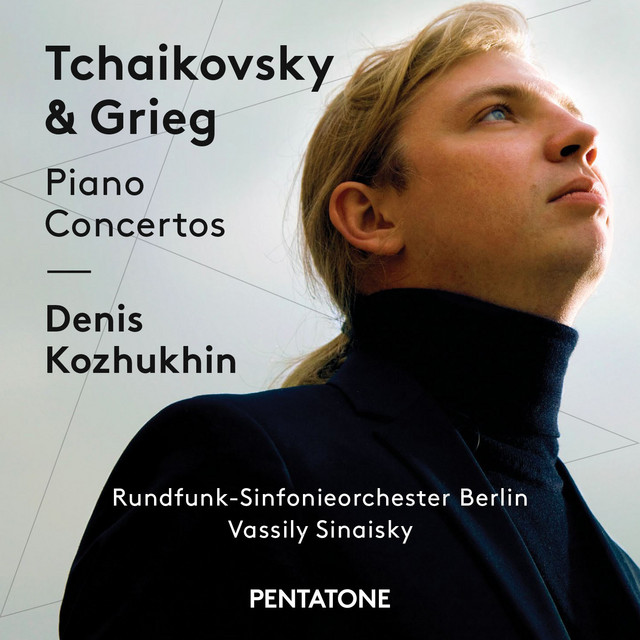 Tchaikovsky
& Grieg
Piano
Concertos
Denis
Kozhukhin
Rundfunk-Sinfonieorchester Berlin
Vassily Sinaisky
PENTATONE